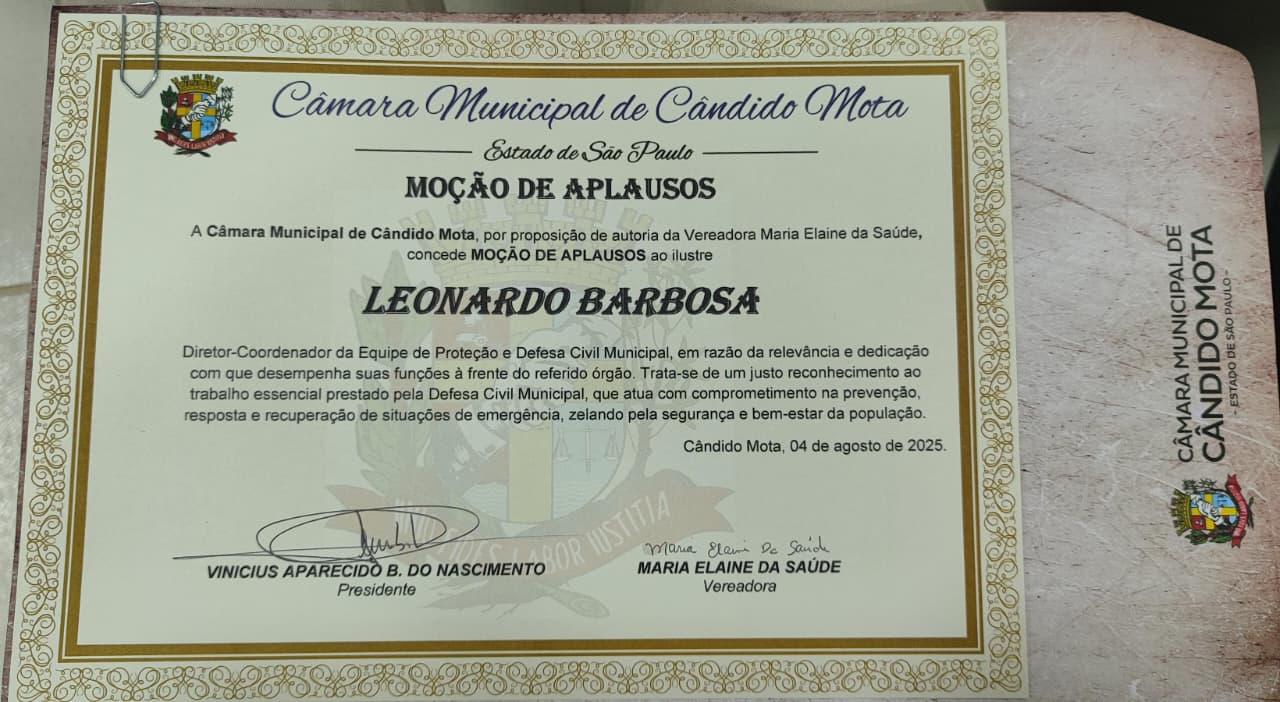 Câmara Municipal de Cândido Mota
Estado de São Paulo
MOÇÃO DE APLAUSOS
A Câmara Municipal de Cândido Mota, por proposição de autoria da Vereadora Maria Elaine da Saúde,
concede MOÇÃO DE APLAUSOS ao ilustre
LEONARDO BARBOSA
Diretor-Coordenador da Equipe de Proteção e Defesa Civil Municipal, em razão da relevância e dedicação
com que desempenha suas funções à frente do referido órgão. Trata-se de um justo reconhecimento ao
trabalho essencial prestado pela Defesa Civil Municipal, que atua com comprometimento na prevenção,
resposta e recuperação de situações de emergência, zelando pela segurança e bem-estar da população.
Cândido Mota, 04 de agosto de 2025.
LABOR IUSTITIA
Maria Elaine Da Saúde
VINICIUS APARECIDO B. DO NASCIMENTO
Presidente
MARIA ELAINE DA SAÚDE
Vereadora
CÂMARA MUNICIPAL DE
CÂNDIDO MOTA
- ESTADO DE SÃO PAULO -